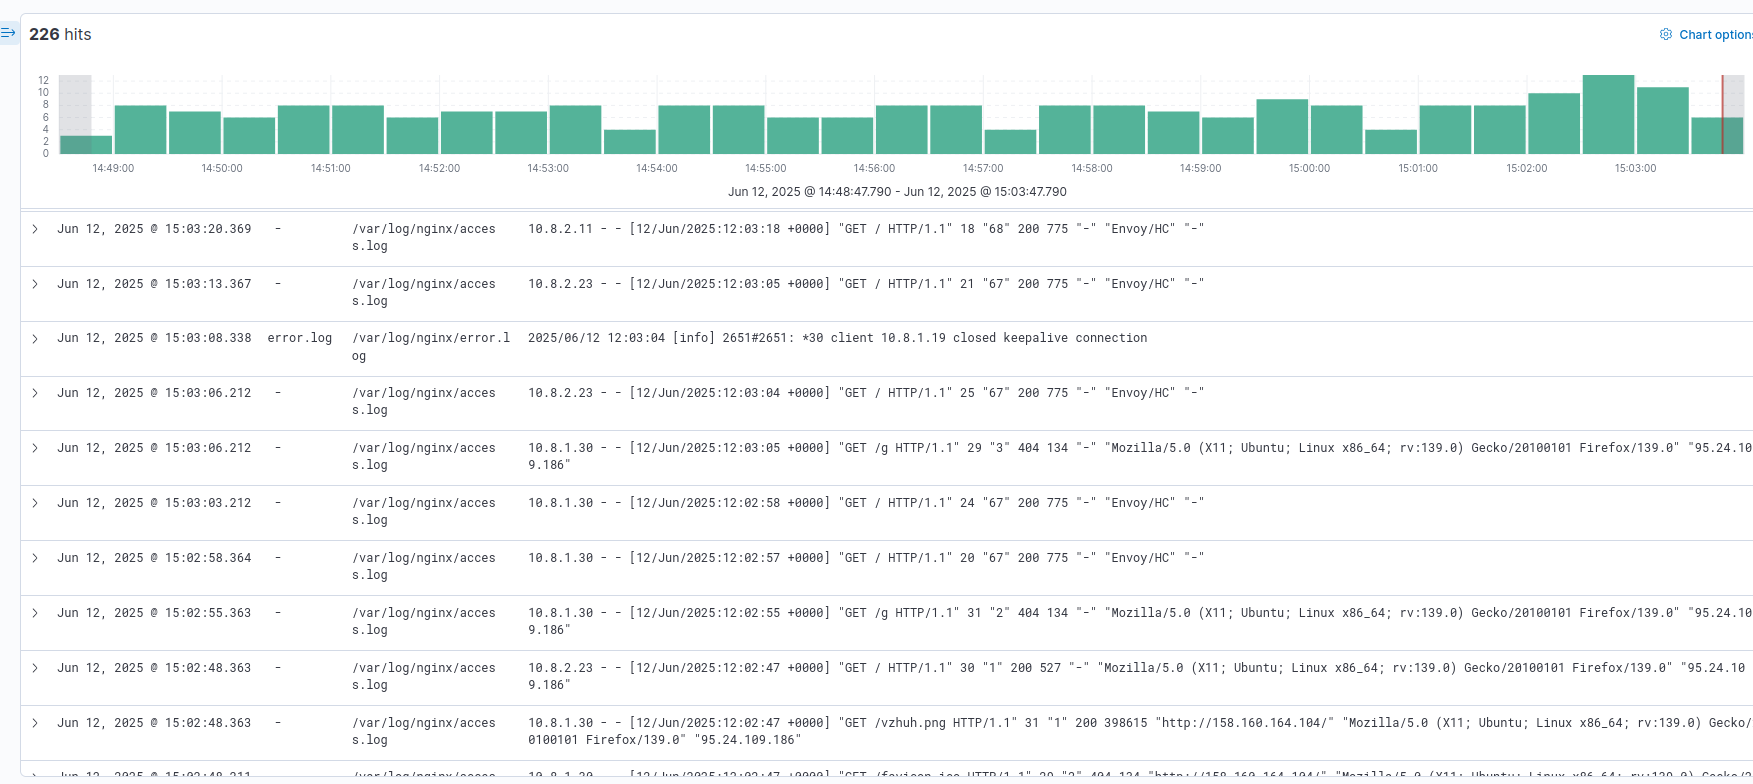 226 hits
Chart options
12
10
8
6
4
2
0
14:49:00 14:50:00 14:51:00 14:52:00 14:53:00 14:54:00 14:55:00 14:56:00 14:57:00 14:58:00 14:59:00 15:00:00 15:01:00 15:02:00 15:03:00
Jun 12, 2025 @ 14:48:47.790 - Jun 12, 2025 @ 15:03:47.790
Jun 12, 2025 @ 15:03:20.369 - /var/log/nginx/acces 10.8.2.11 - - [12/Jun/2025:12:03:18 +0000] "GET / HTTP/1.1" 18 "68" 200 775 "-" "Envoy/HC" "-"
s.log
Jun 12, 2025 @ 15:03:13.367 - /var/log/nginx/acces 10.8.2.23 - - [12/Jun/2025:12:03:05 +0000] "GET / HTTP/1.1" 21 "67" 200 775 "-" "Envoy/HC" "-"
s.log
Jun 12, 2025 @ 15:03:08.338 error.log /var/log/nginx/error.l 2025/06/12 12:03:04 [info] 2651#2651: *30 client 10.8.1.19 closed keepalive connection
og
Jun 12, 2025 @ 15:03:06.212 - /var/log/nginx/acces 10.8.2.23 - - [12/Jun/2025:12:03:04 +0000] "GET / HTTP/1.1" 25 "67" 200 775 "-" "Envoy/HC" "-"
s.log
Jun 12, 2025 @ 15:03:06.212 - /var/log/nginx/acces 10.8.1.30 - - [12/Jun/2025:12:03:05 +0000] "GET /g HTTP/1.1" 29 "3" 404 134 "-" "Mozilla/5.0 (X11; Ubuntu; Linux x86_64; rv:139.0) Gecko/20100101 Firefox/139.0" "95.24.10
s.log 9.186"
Jun 12, 2025 @ 15:03:03.212 - /var/log/nginx/acces 10.8.1.30 - - [12/Jun/2025:12:02:58 +0000] "GET / HTTP/1.1" 24 "67" 200 775 "-" "Envoy/HC" "-"
s.log
Jun 12, 2025 @ 15:02:58.364 - /var/log/nginx/acces 10.8.1.30 - - [12/Jun/2025:12:02:57 +0000] "GET / HTTP/1.1" 20 "67" 200 775 "-" "Envoy/HC" "-"
s.log
Jun 12, 2025 @ 15:02:55.363 - /var/log/nginx/acces 10.8.1.30 - - [12/Jun/2025:12:02:55 +0000] "GET /g HTTP/1.1" 31 "2" 404 134 "-" "Mozilla/5.0 (X11; Ubuntu; Linux x86_64; rv:139.0) Gecko/20100101 Firefox/139.0" "95.24.10
s.log 9.186"
Jun 12, 2025 @ 15:02:48.363 - /var/log/nginx/acces 10.8.2.23 - - [12/Jun/2025:12:02:47 +0000] "GET / HTTP/1.1" 30 "1" 200 527 "-" "Mozilla/5.0 (X11; Ubuntu; Linux x86_64; rv:139.0) Gecko/20100101 Firefox/139.0" "95.24.10
s.log 9.186"
Jun 12, 2025 @ 15:02:48.363 - /var/log/nginx/acces 10.8.1.30 - - [12/Jun/2025:12:02:47 +0000] "GET /vzhuh.png HTTP/1.1" 31 "1" 200 398615 "http://158.160.164.104/" "Mozilla/5.0 (X11; Ubuntu; Linux x86_64; rv:139.0) Gecko/
s.log 0100101 Firefox/139.0" "95.24.109.186"